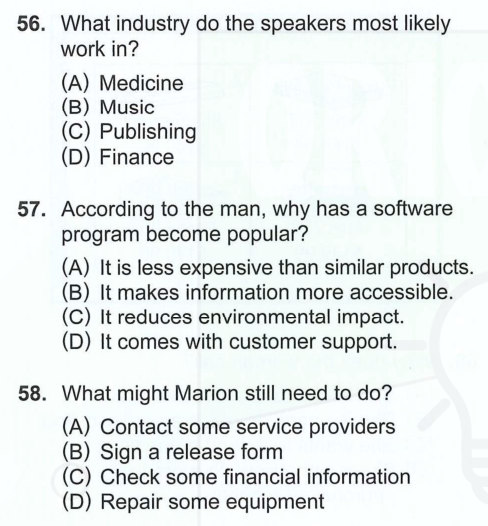 56. What industry do the speakers most likely
work in?
(A) Medicine
(B) Music
(C) Publishing
(D) Finance
57. According to the man, why has a software
program become popular?
(A) It is less expensive than similar products.
(B) It makes information more accessible.
(C) It reduces environmental impact.
(D) It comes with customer support.
58. What might Marion still need to do?
(A) Contact some service providers
(B) Sign a release form
(C) Check some financial information
(D) Repair some equipment